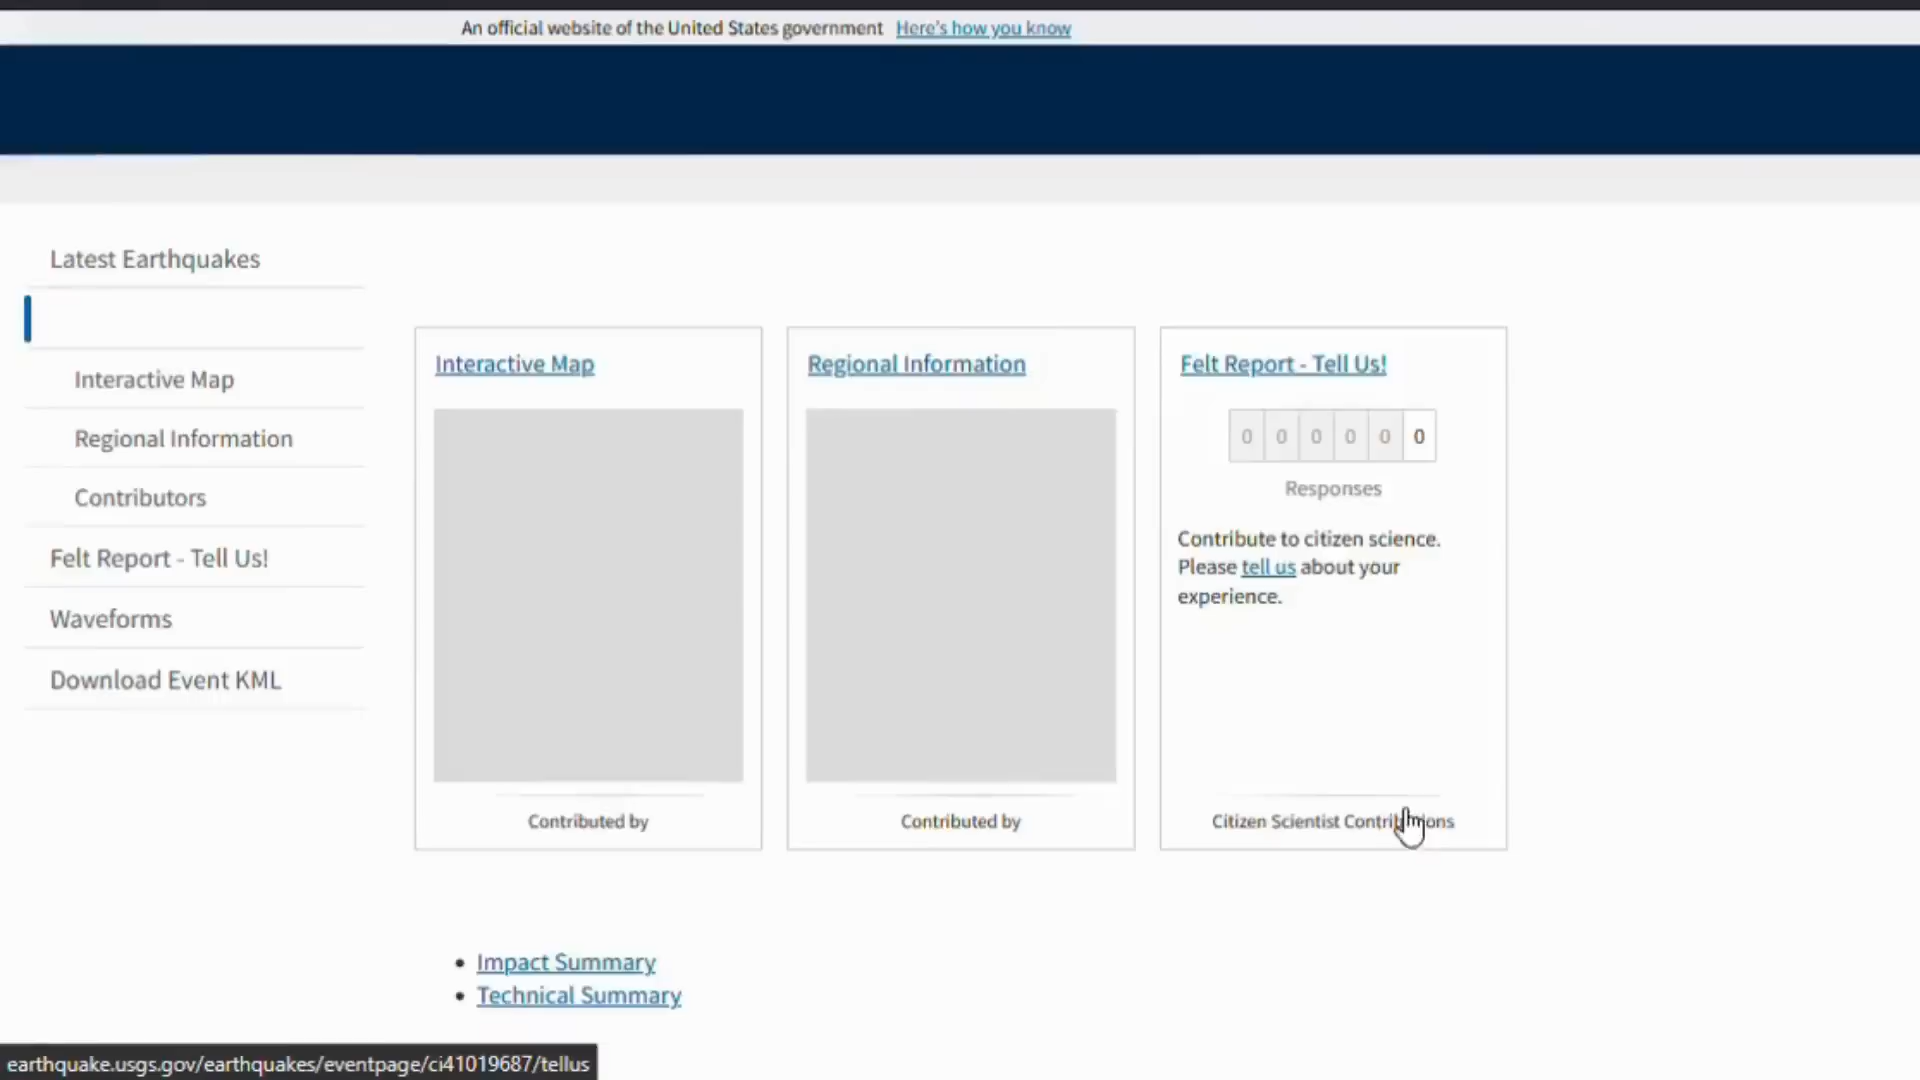 An official website of the United States government Here's how you know
Latest Earthquakes
Interactive Map
Regional Information
Contributors
Felt Report - Tell Us!
Waveforms
Download Event KML
Interactive Map
Contributed by
Regional Information
Contributed by
Felt Report - Tell Us!
0 0 0 0 0 0
Responses
Contribute to citizen science.
Please tell us about your
experience.
Citizen Scientist Contributions
Impact Summary
Technical Summary
earthquake.usgs.gov/earthquakes/eventpage/ci41019687/tellus